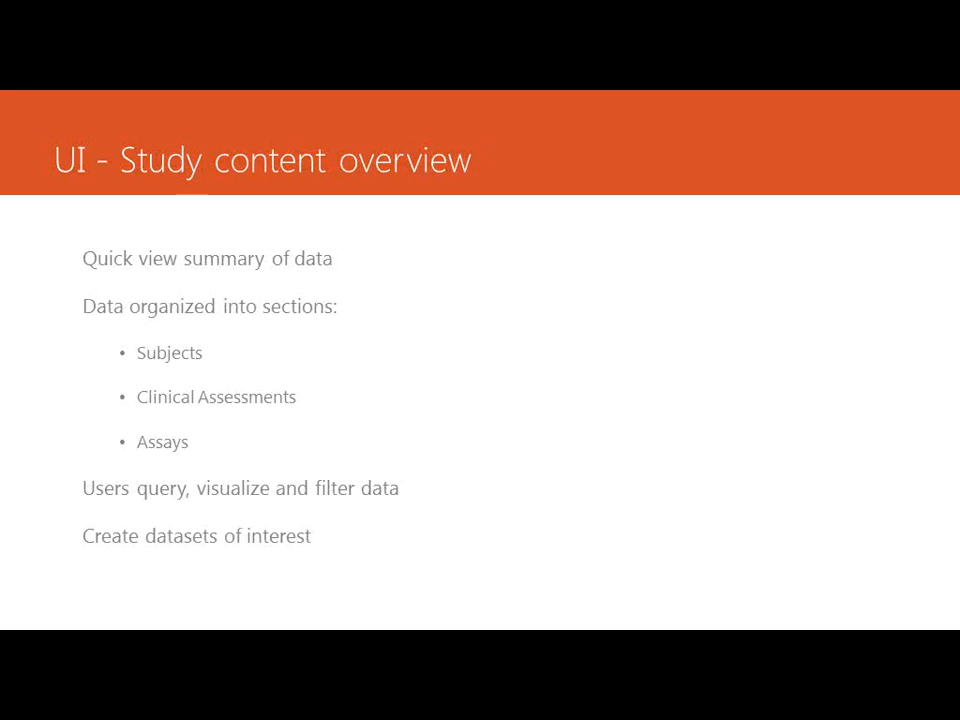 UI - Study content overview
Quick view summary of data
Data organized into sections:
• Subjects
• Clinical Assessments
• Assays
Users query, visualize and filter data
Create datasets of interest